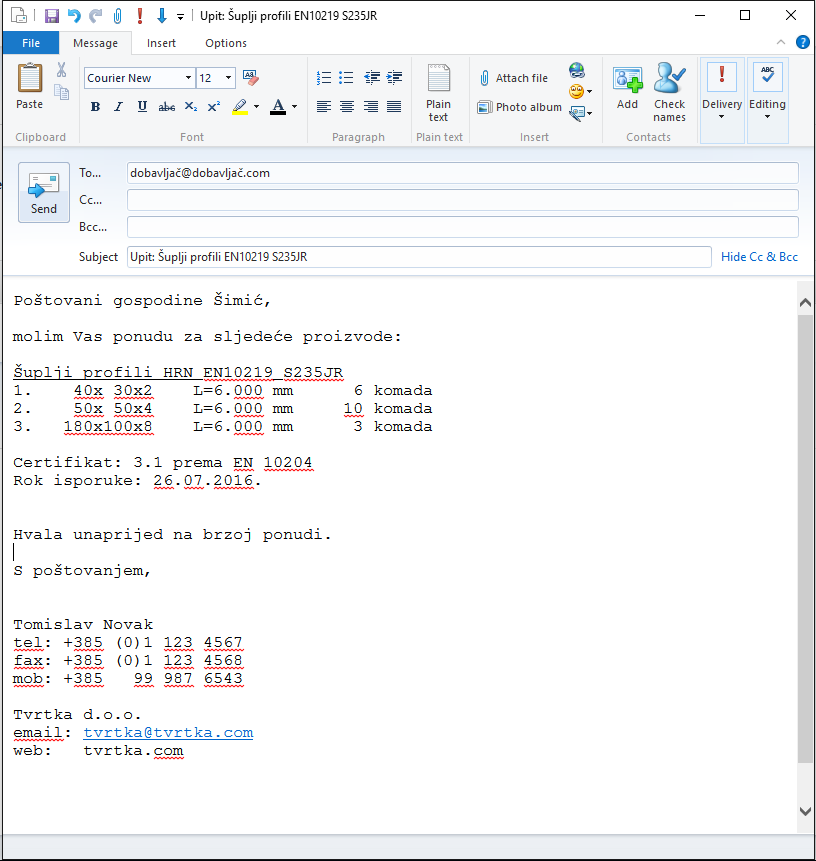 Upit: Šuplji profili EN10219 S235JR
File Message Insert Options
Paste
Clipboard
Courier New 12
B I U abc X₂ X² A
Font
Paragraph
Plain text
Plain text
Attach file
Photo album
Insert
Add
Check names
Contacts
Delivery
ABC
Editing
Send
To... dobavljač@dobavljač.com
Cc...
Bcc...
Subject Upit: Šuplji profili EN10219 S235JR Hide Cc & Bcc
Poštovani gospodine Šimić,
molim Vas ponudu za sljedeće proizvode:
Šuplji profili HRN EN10219 S235JR
1. 40x 30x2 L=6.000 mm 6 komada
2. 50x 50x4 L=6.000 mm 10 komada
3. 180x100x8 L=6.000 mm 3 komada
Certifikat: 3.1 prema EN 10204
Rok isporuke: 26.07.2016.
Hvala unaprijed na brzoj ponudi.
S poštovanjem,
Tomislav Novak
tel: +385 (0)1 123 4567
fax: +385 (0)1 123 4568
mob: +385 99 987 6543
Tvrtka d.o.o.
email: tvrtka@tvrtka.com
web: tvrtka.com